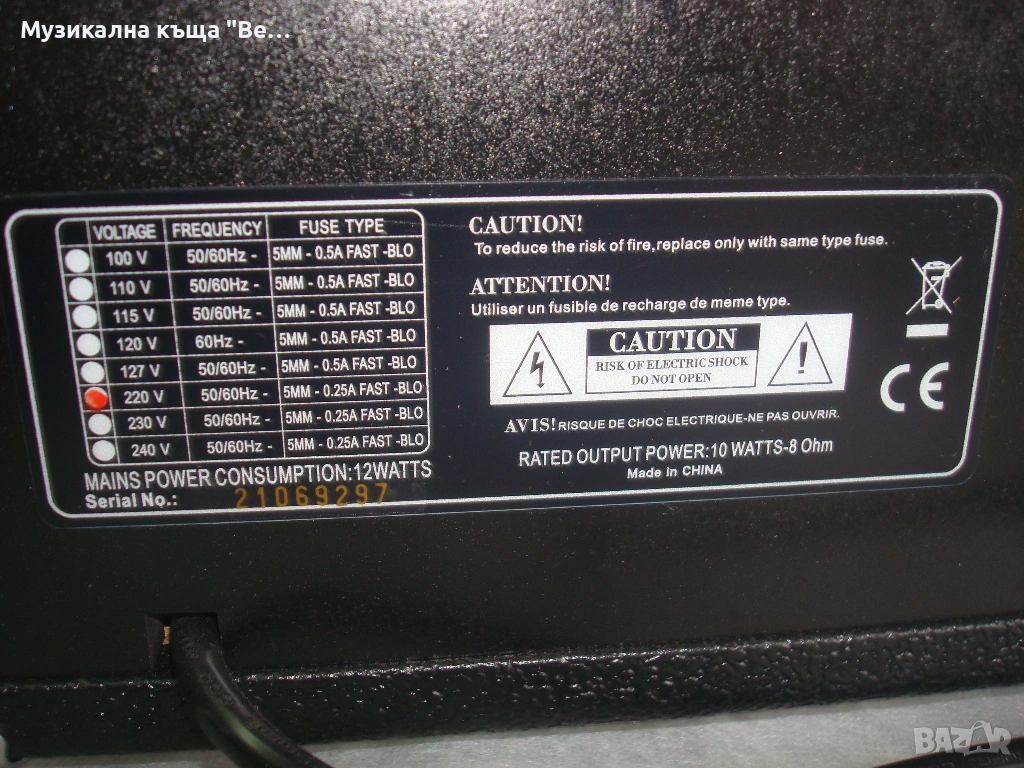 Музикална къща "Ве...
VOLTAGE FREQUENCY FUSE TYPE
100 V 50/60Hz - 5MM - 0.5A FAST -BLO
110 V 50/60Hz - 5MM - 0.5A FAST -BLO
115 V 50/60Hz - 5MM - 0.5A FAST -BLO
120 V 60Hz - 5MM - 0.5A FAST -BLO
127 V 50/60Hz - 5MM - 0.5A FAST -BLO
220 V 50/60Hz - 5MM - 0.25A FAST -BLO
230 V 50/60Hz - 5MM - 0.25A FAST -BLO
240 V 50/60Hz - 5MM - 0.25A FAST -BLO
MAINS POWER CONSUMPTION:12WATTS
Serial No.: 21069297
CAUTION!
To reduce the risk of fire,replace only with same type fuse.
ATTENTION!
Utiliser un fusible de recharge de meme type.
CAUTION
RISK OF ELECTRIC SHOCK
DO NOT OPEN
AVIS! RISQUE DE CHOC ELECTRIQUE-NE PAS OUVRIR.
RATED OUTPUT POWER:10 WATTS-8 Ohm
Made In CHINA
CE
BAZAR